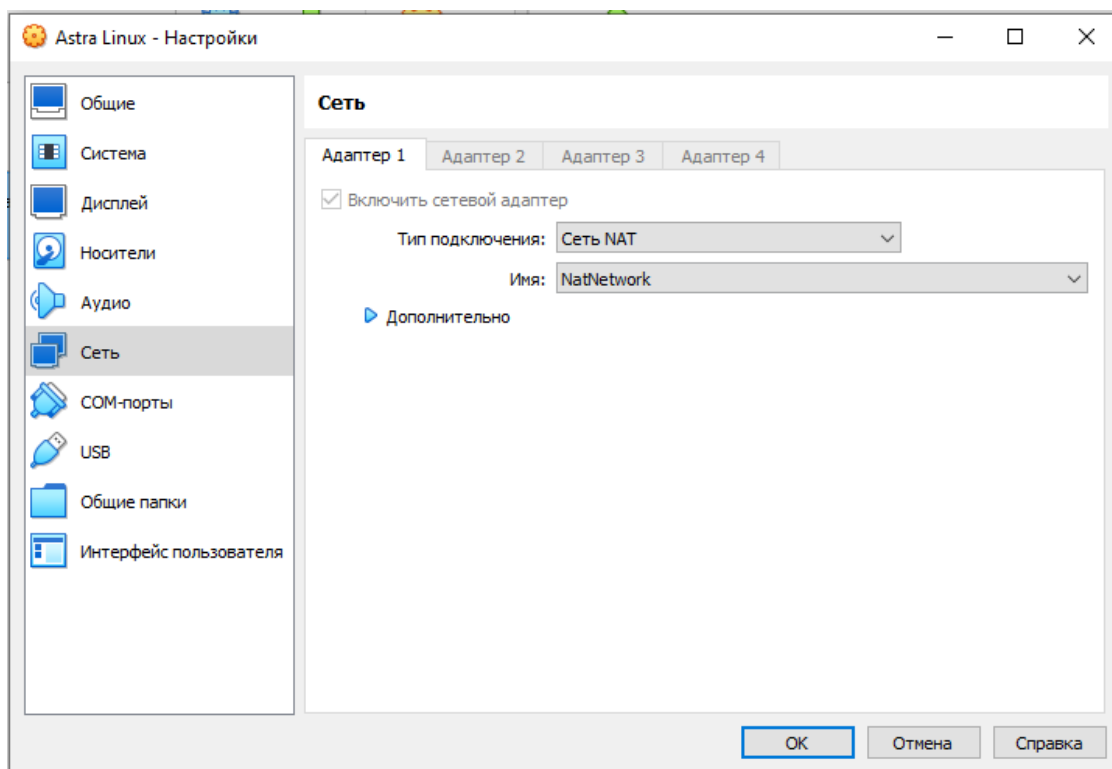 Astra Linux - Настройки
Общие
Система
Дисплей
Носители
Аудио
Сеть
COM-порты
USB
Общие папки
Интерфейс пользователя
Сеть
Адаптер 1 Адаптер 2 Адаптер 3 Адаптер 4
Включить сетевой адаптер
Тип подключения: Сеть NAT
Имя: NatNetwork
Дополнительно
OK Отмена Справка